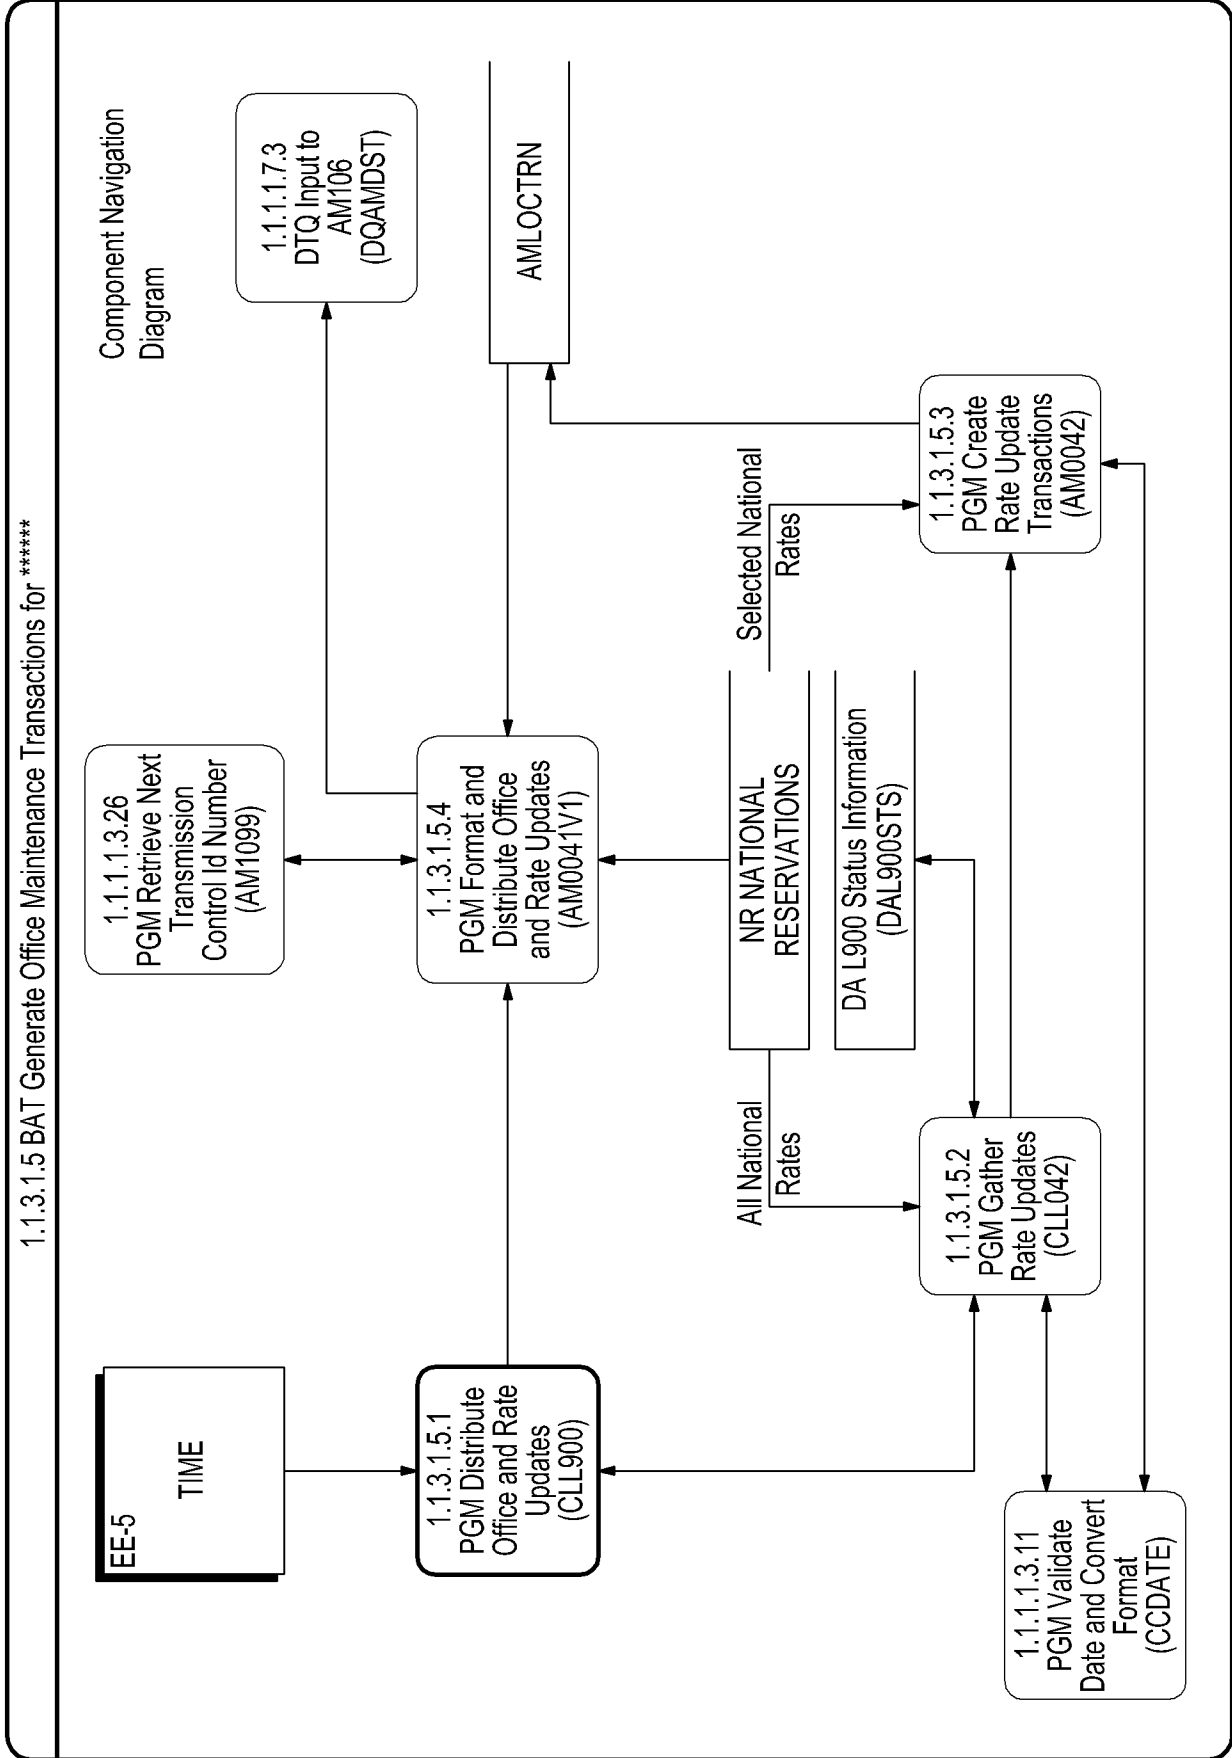 1.1.3.1.5 BAT Generate Office Maintenance Transactions for ******
Component Navigation
Diagram
EE-5
TIME
1.1.1.1.3.26
PGM Retrieve Next
Transmission
Control Id Number
(AM1099)
1.1.1.1.7.3
DTQ Input to
AM106
(DQAMDST)
1.1.3.1.5.1
PGM Distribute
Office and Rate
Updates
(CLL900)
1.1.3.1.5.4
PGM Format and
Distribute Office
and Rate Updates
(AM0041V1)
AMLOCTRN
All National
Rates
NR NATIONAL
RESERVATIONS
Selected National
Rates
DA L900 Status Information
(DAL900STS)
1.1.3.1.5.2
PGM Gather
Rate Updates
(CLL042)
1.1.3.1.5.3
PGM Create
Rate Update
Transactions
(AM0042)
1.1.1.1.3.11
PGM Validate
Date and Convert
Format
(CCDATE)